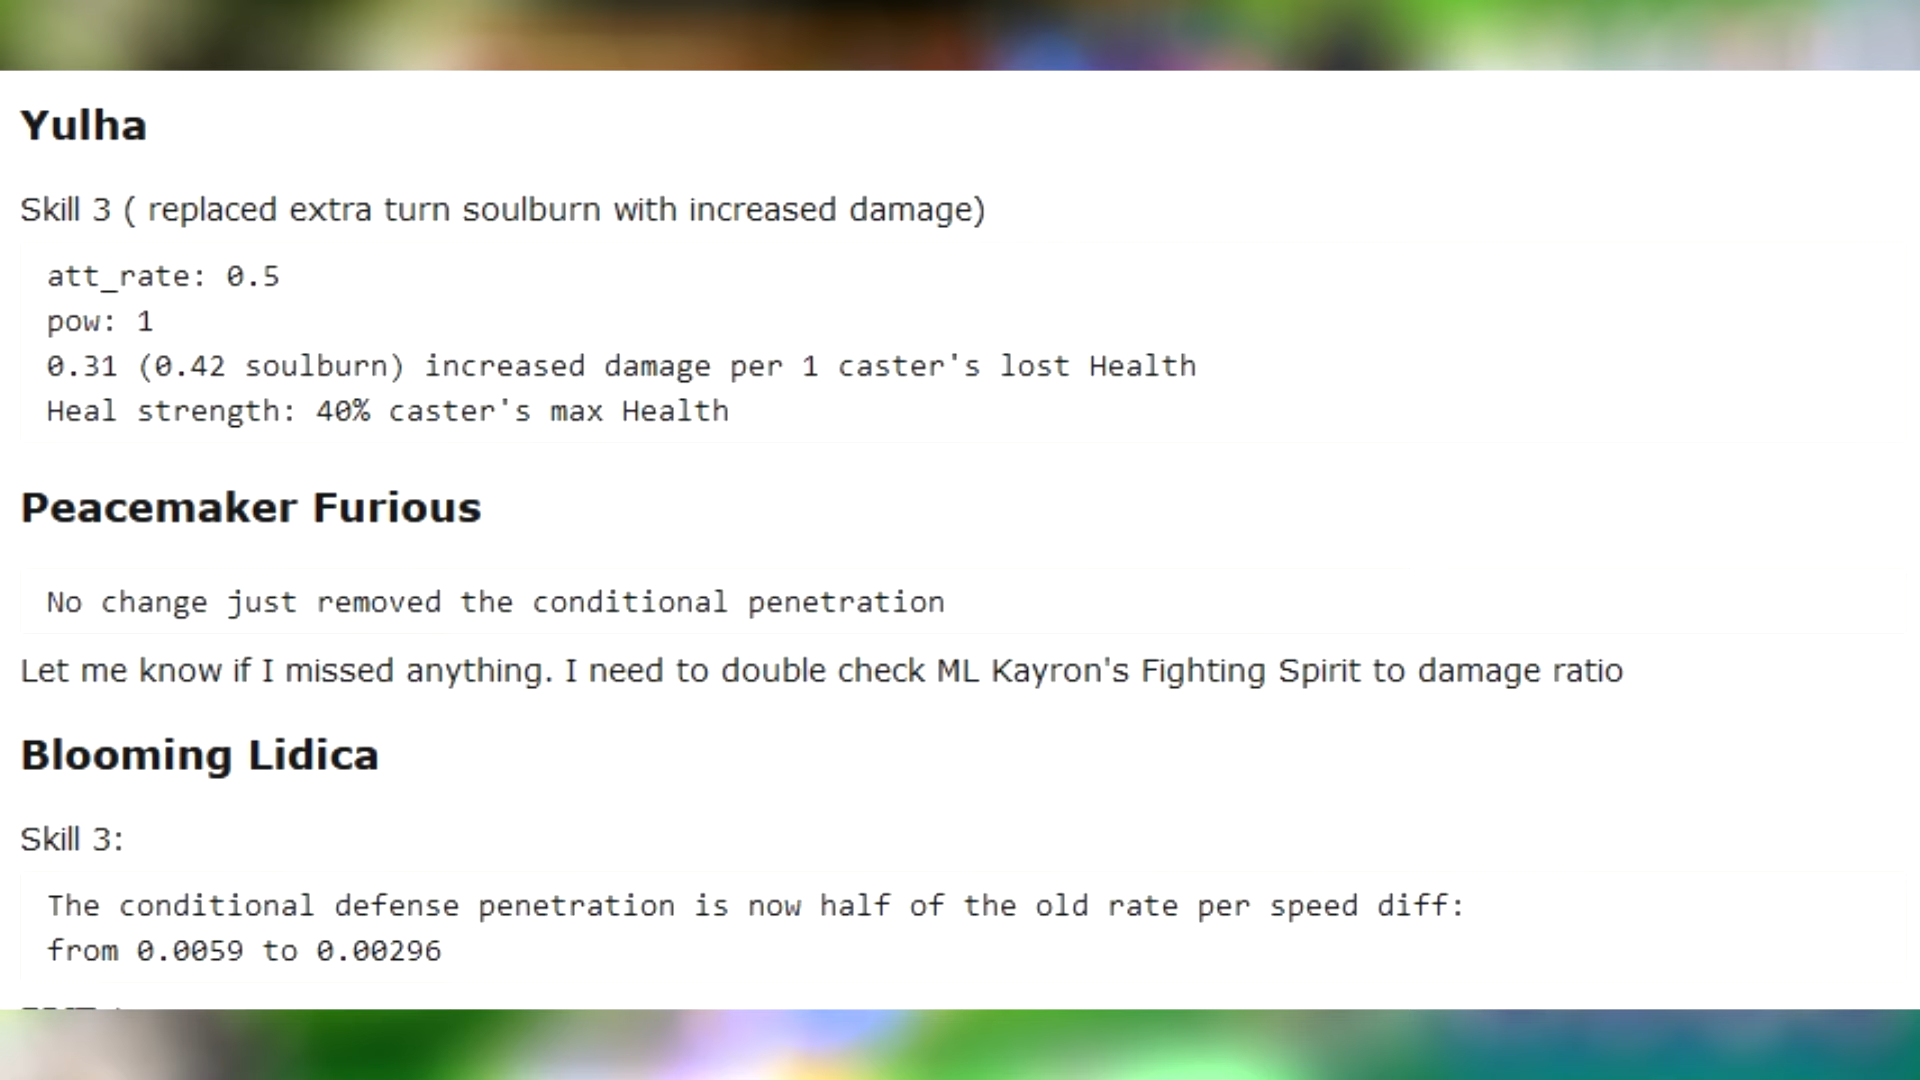 Yulha
Skill 3 ( replaced extra turn soulburn with increased damage)
att_rate: 0.5
pow: 1
0.31 (0.42 soulburn) increased damage per 1 caster's lost Health
Heal strength: 40% caster's max Health
Peacemaker Furious
No change just removed the conditional penetration
Let me know if I missed anything. I need to double check ML Kayron's Fighting Spirit to damage ratio
Blooming Lidica
Skill 3:
The conditional defense penetration is now half of the old rate per speed diff:
from 0.0059 to 0.00296